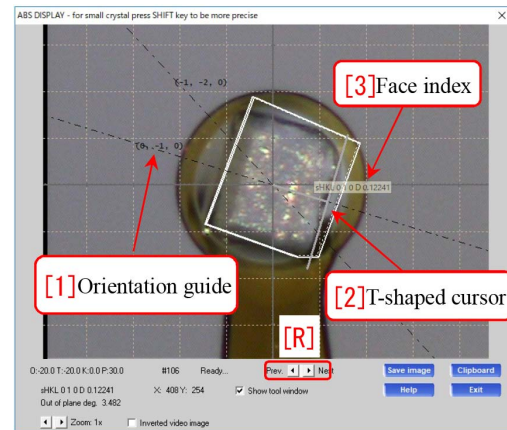 ABS DISPLAY - for small crystal press SHIFT key to be more precise
(-1, -2, 0)
[3]Face index
(0, -1, 0)
sHKL 0 1 0 D 0.12241
[1]Orientation guide
[2]T-shaped cursor
[R]
O:-20.0 T:-20.0 K:0.0 P:30.0 #106 Ready... Prev. Next Save image Clipboard
sHKL 0 1 0 D 0.12241 X: 408 Y: 254 Show tool window Help Exit
Out of plane deg. 3.482
Zoom: 1x Inverted video image